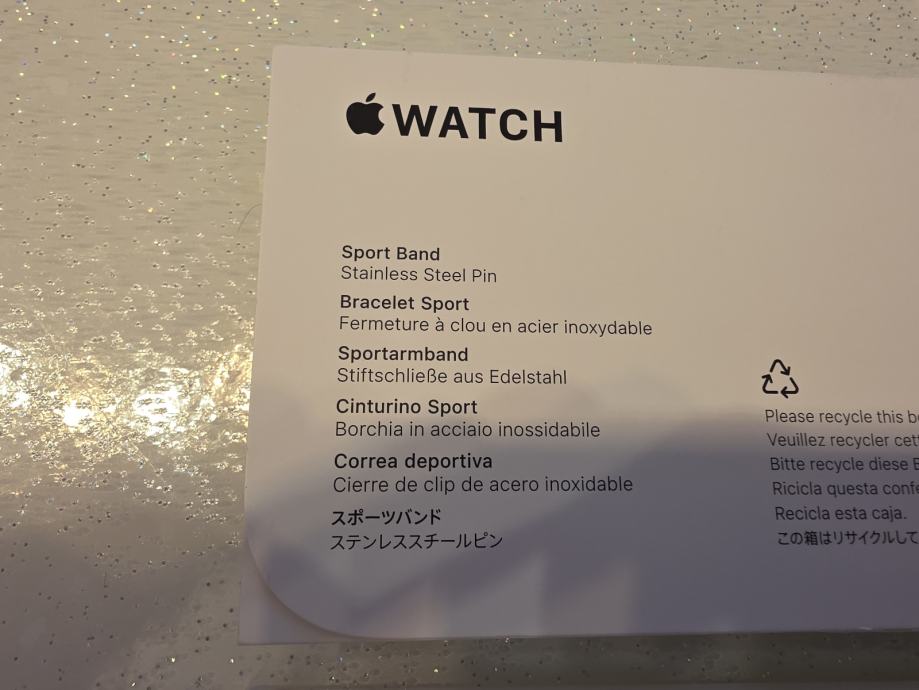 WATCH
Sport Band
Stainless Steel Pin
Bracelet Sport
Fermeture à clou en acier inoxydable
Sportarmband
Stiftschließe aus Edelstahl
Cinturino Sport
Borchia in acciaio inossidabile
Correa deportiva
Cierre de clip de acero inoxidable
スポーツバンド
ステンレススチールピン
Please recycle this
Veuillez recycler
Bitte recycle diese
Ricicla questa
Recicla esta caja.
この箱はリサイクルして